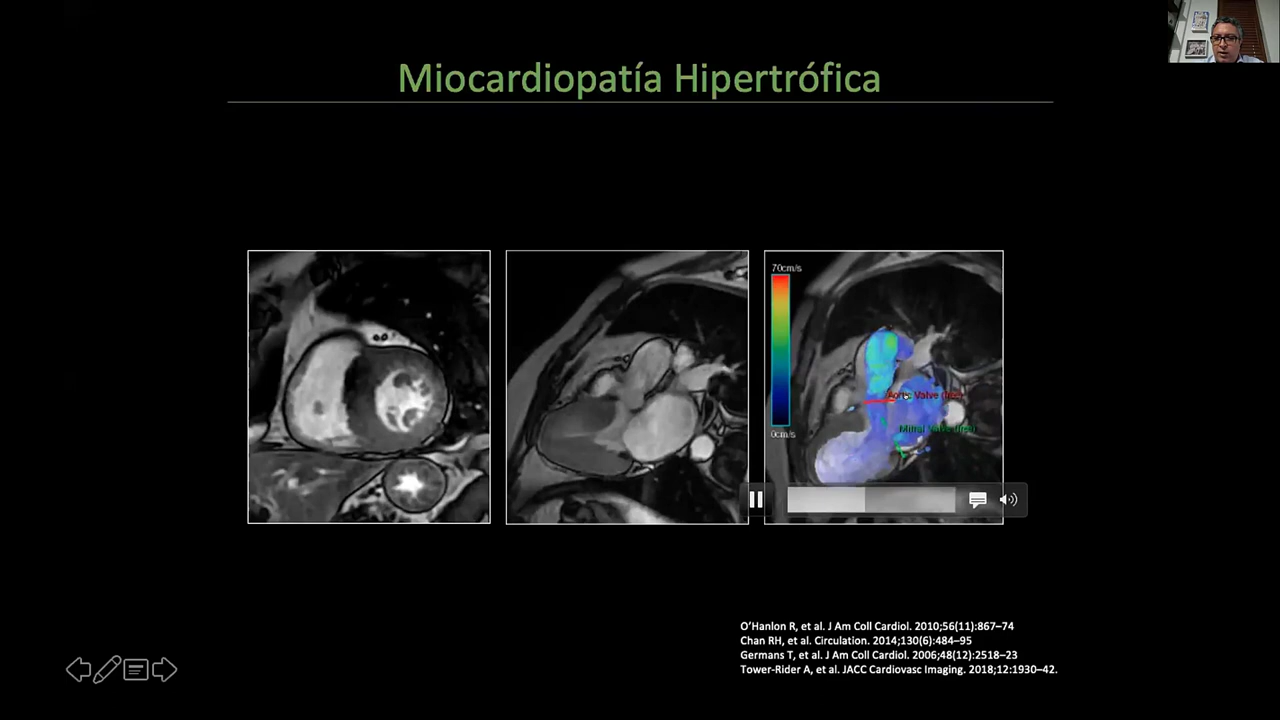 Miocardiopatía Hipertrófica
70cm/s
0cm/s
Aortic Valve
Mitral Valve
O’Hanlon R, et al. J Am Coll Cardiol. 2010;56(11):867–74
Chan RH, et al. Circulation. 2014;130(6):484–95
Germans T, et al. J Am Coll Cardiol. 2006;48(12):2518–23
Tower-Rider A, et al. JACC Cardiovasc Imaging. 2018;12:1930–42.